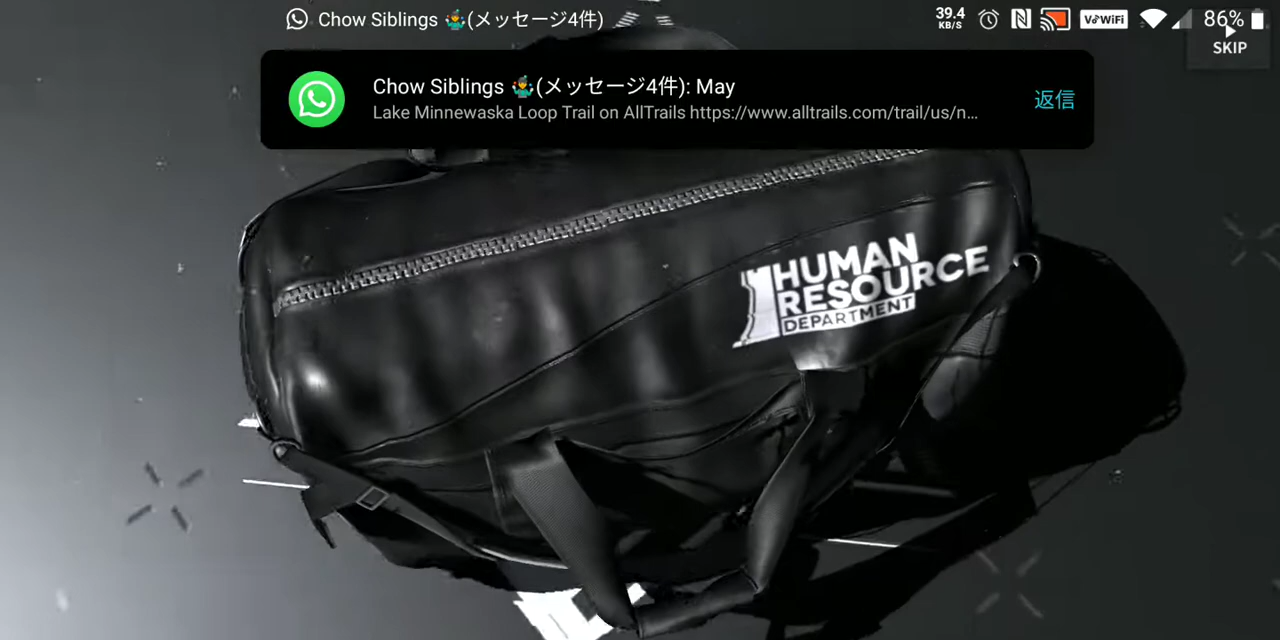 Chow Siblings 🤹(メッセージ4件)
39.4
KB/S
Vo WiFi
86%
SKIP
Chow Siblings 🤹(メッセージ4件): May
Lake Minnewaska Loop Trail on AllTrails https://www.alltrails.com/trail/us/n…
返信
HUMAN
RESOURCE
DEPARTMENT